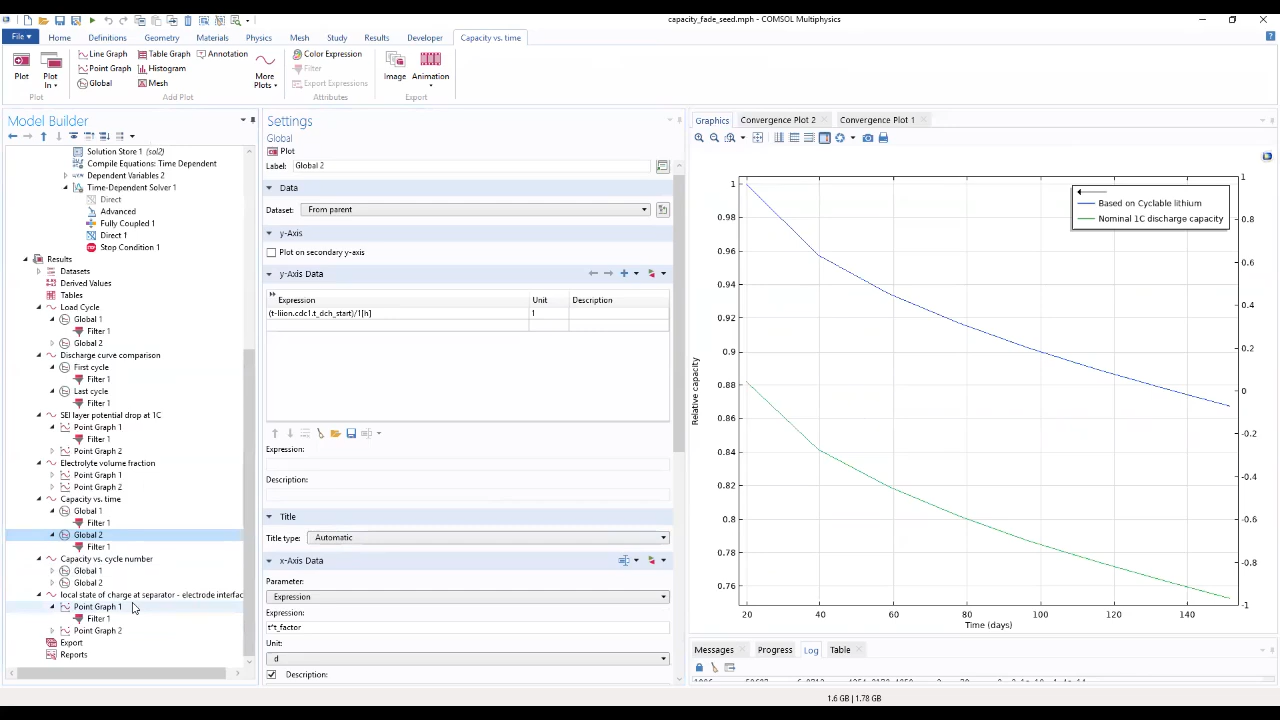 capacity_fade_seed.mph - COMSOL Multiphysics
File Home Definitions Geometry Materials Physics Mesh Study Results Developer Capacity vs. time
Line Graph Table Graph Annotation Color Expression
Plot Plot In Point Graph Histogram More Plots Filter Image Animation
Global Mesh Export Expressions
Plot Add Plot Attributes Export
Model Builder
Solution Store 1 (sol2)
Compile Equations: Time Dependent
Dependent Variables 2
Time-Dependent Solver 1
Direct
Advanced
Fully Coupled 1
Direct 1
Stop Condition 1
Results
Datasets
Derived Values
Tables
Load Cycle
Global 1
Filter 1
Global 2
Discharge curve comparison
First cycle
Filter 1
Last cycle
Filter 1
SEI layer potential drop at 1C
Point Graph 1
Filter 1
Point Graph 2
Electrolyte volume fraction
Point Graph 1
Point Graph 2
Capacity vs. time
Global 1
Filter 1
Global 2
Filter 1
Capacity vs. cycle number
Global 1
Global 2
local state of charge at separator - electrode interfac
Point Graph 1
Filter 1
Point Graph 2
Export
Reports
Settings
Global
Plot
Label: Global 2
Data
Dataset: From parent
y-Axis
Plot on secondary y-axis
y-Axis Data
Expression Unit Description
(t-liion.cdc1.t_dch_start)/1[h] 1
Expression:
Description:
Title
Title type: Automatic
x-Axis Data
Parameter:
Expression
Expression:
t*t_factor
Unit:
d
Description:
Graphics Convergence Plot 2 Convergence Plot 1
Based on Cyclable lithium
Nominal 1C discharge capacity
1
0.98
0.96
0.94
0.92
0.9
0.88
0.86
0.84
0.82
0.8
0.78
0.76
Relative capacity
1
0.8
0.6
0.4
0.2
0
-0.2
-0.4
-0.6
-0.8
-1
20 40 60 80 100 120 140
Time (days)
Messages Progress Log Table
1.6 GB | 1.78 GB